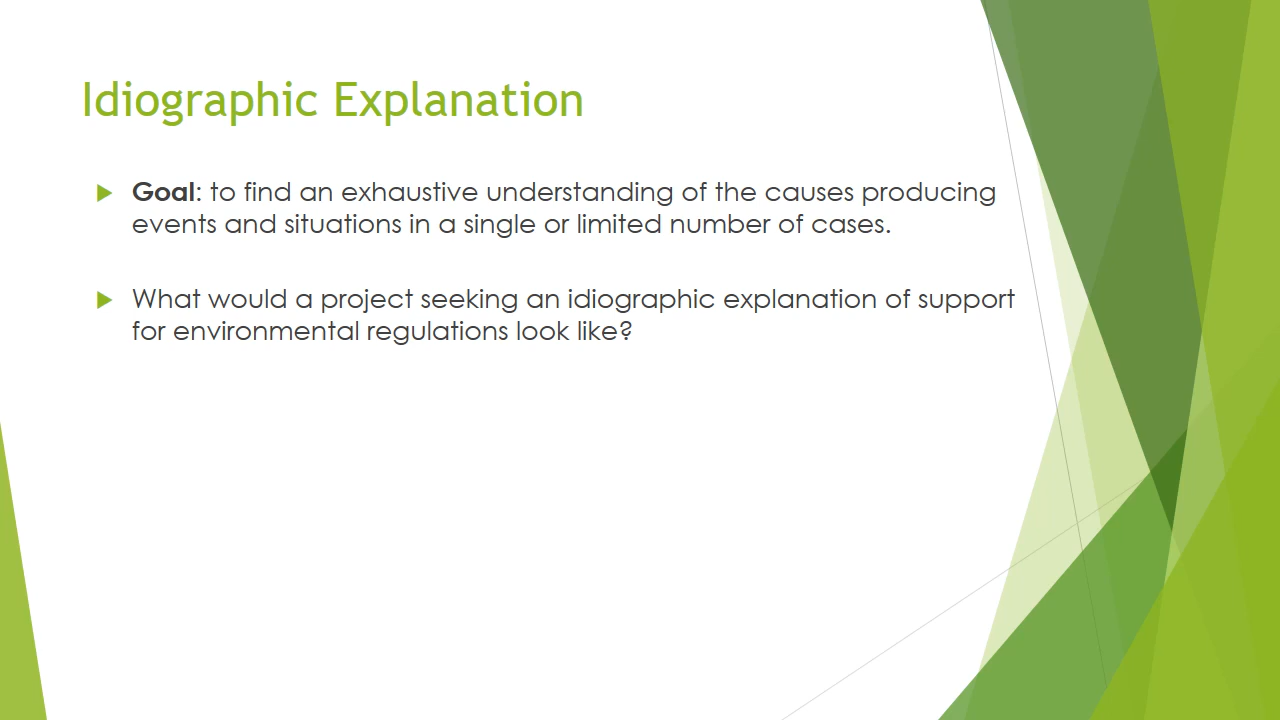 Idiographic Explanation
Goal: to find an exhaustive understanding of the causes producing
events and situations in a single or limited number of cases.
What would a project seeking an idiographic explanation of support
for environmental regulations look like?